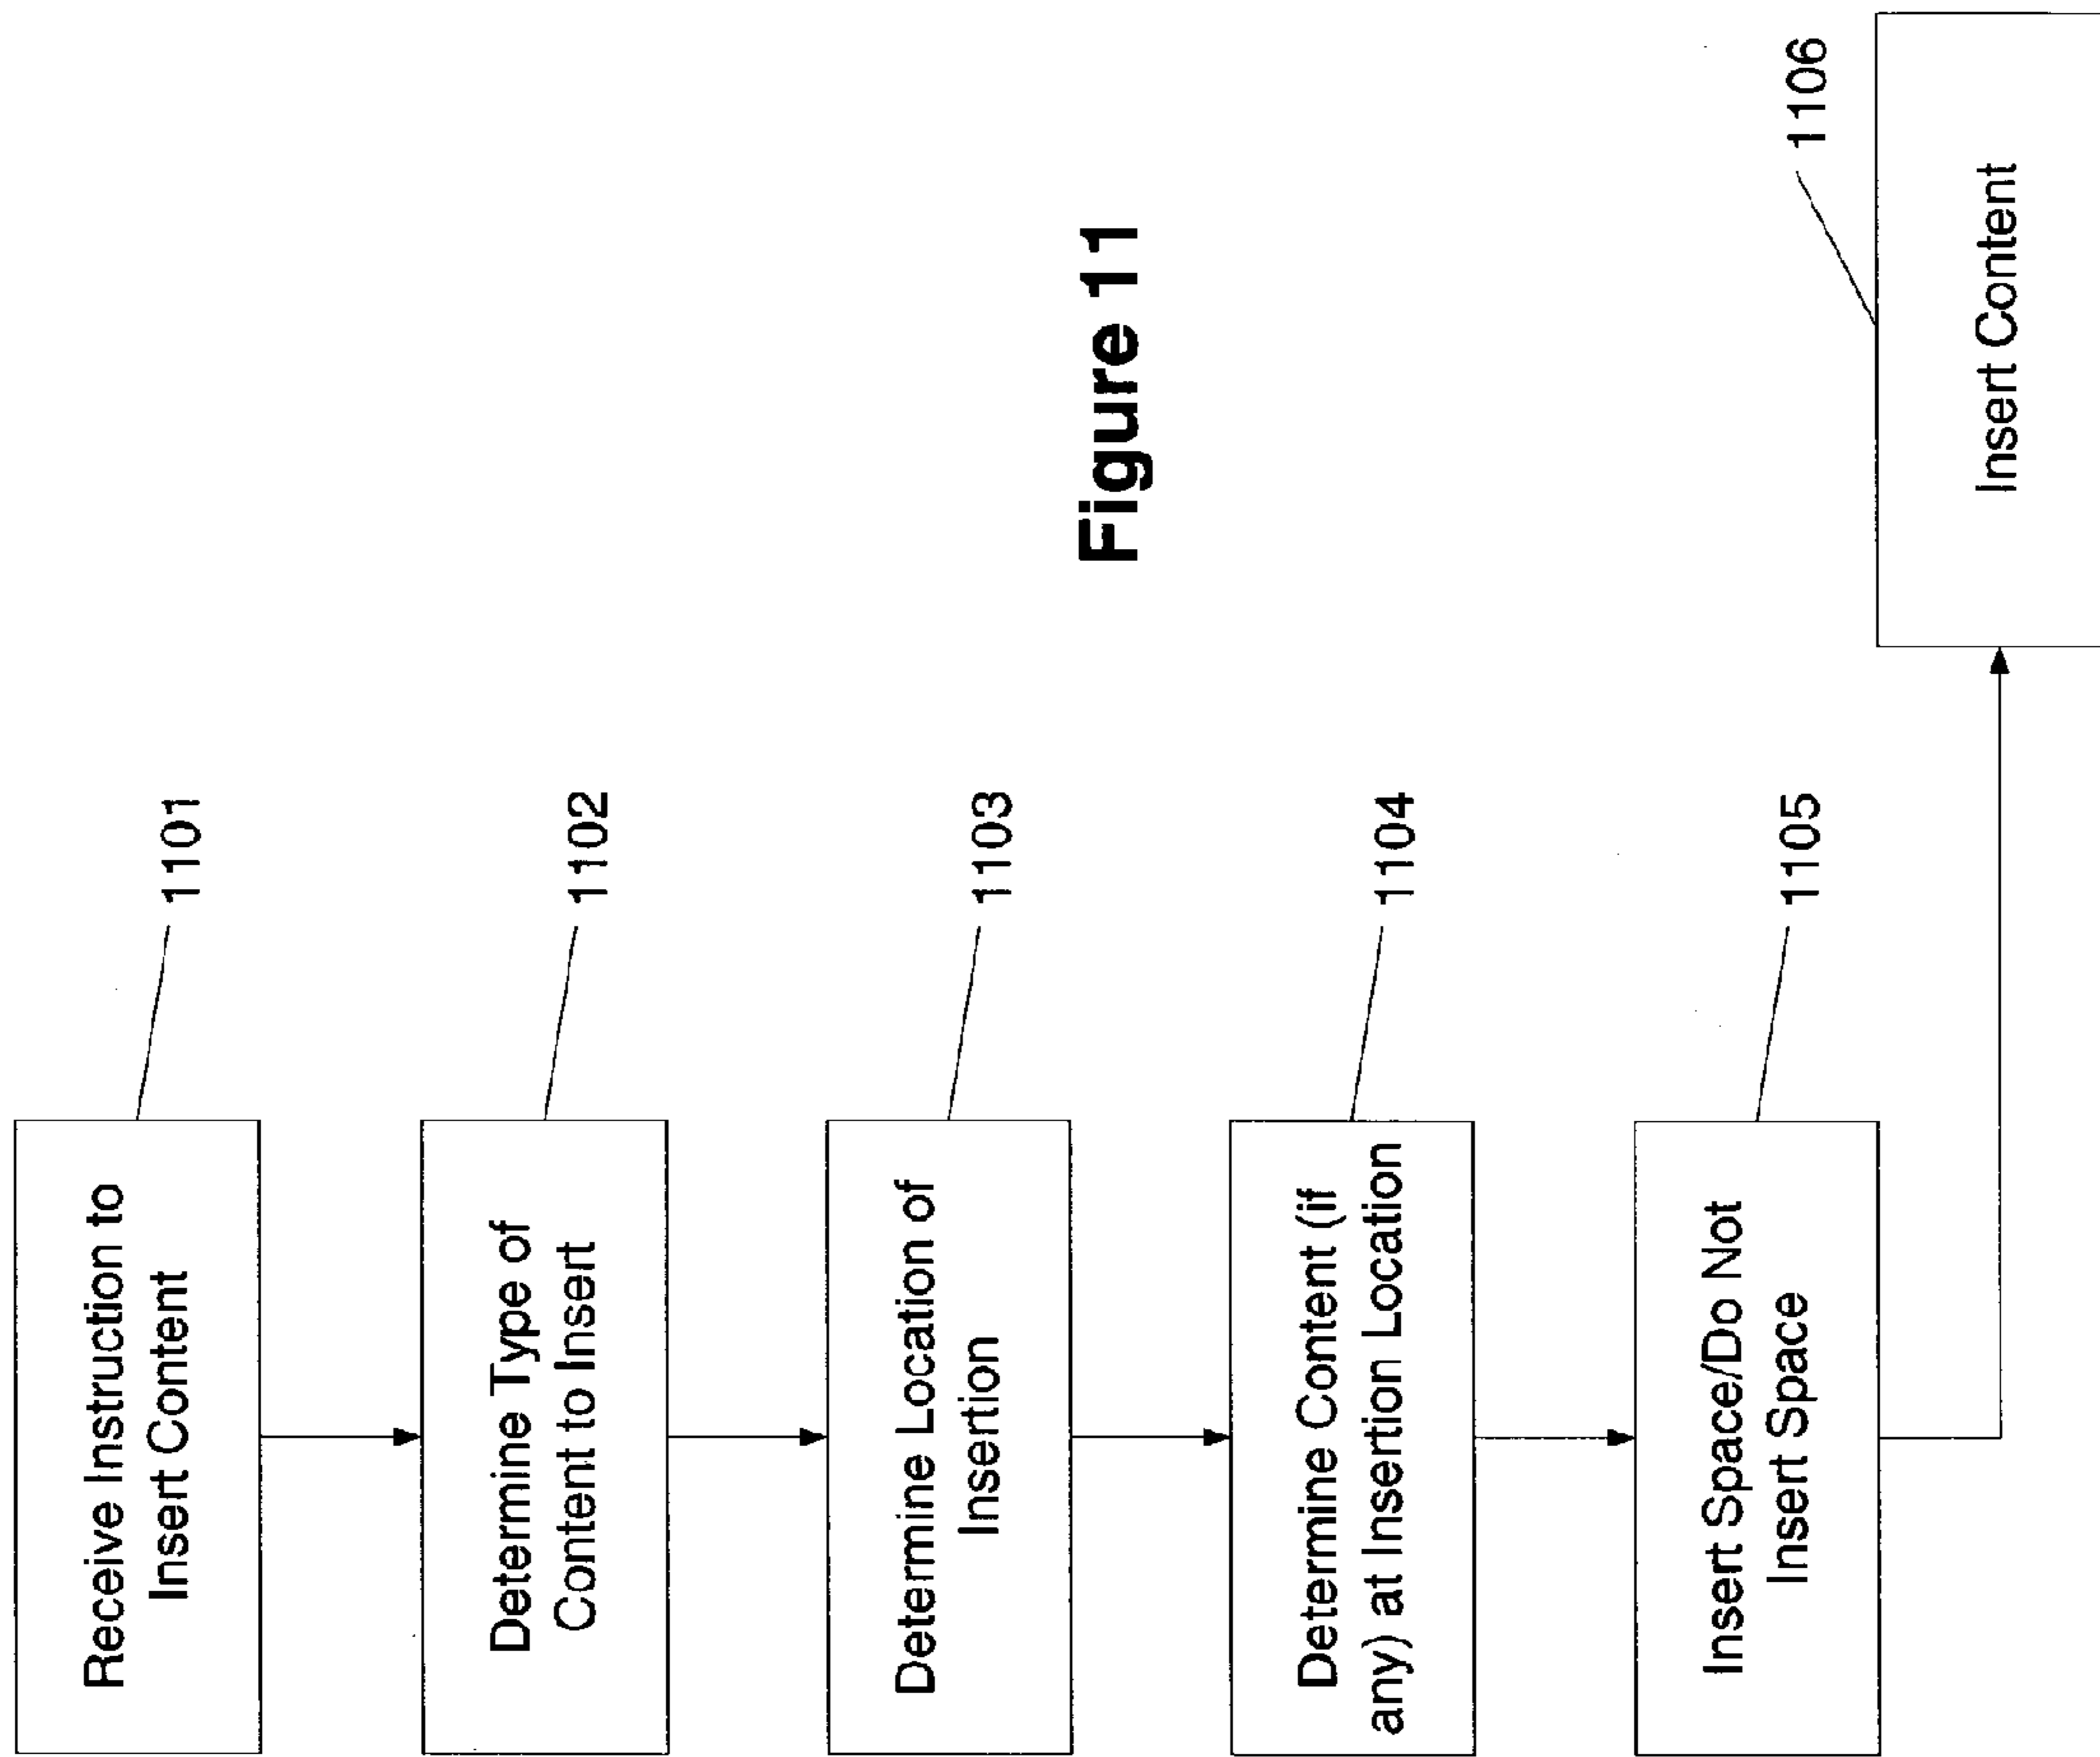 Receive Instruction to
Insert Content
1101
Determine Type of
Content to Insert
1102
Determine Location of
Insertion
1103
Determine Content (if
any) at Insertion Location
1104
Insert Space/Do Not
Insert Space
1105
Insert Content
1106
Figure 11